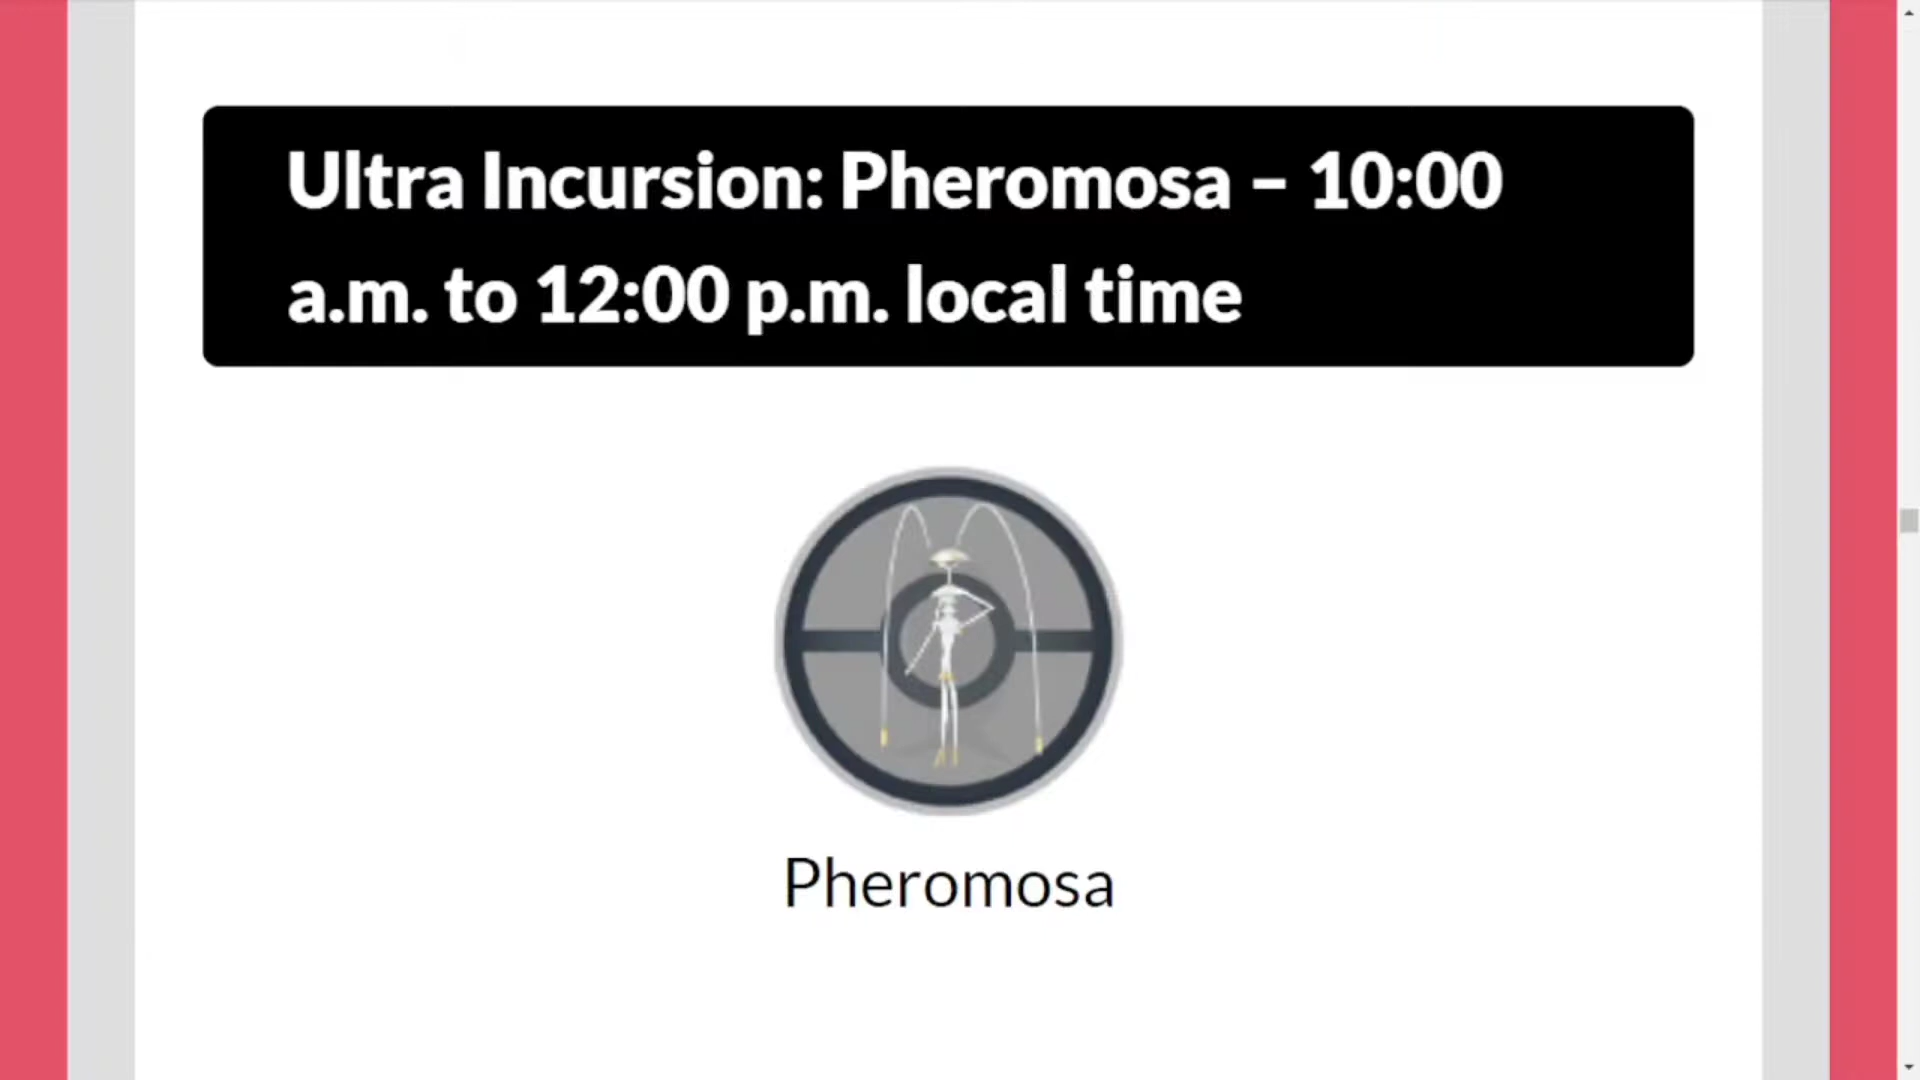 Ultra Incursion: Pheromosa – 10:00
a.m. to 12:00 p.m. local time
Pheromosa